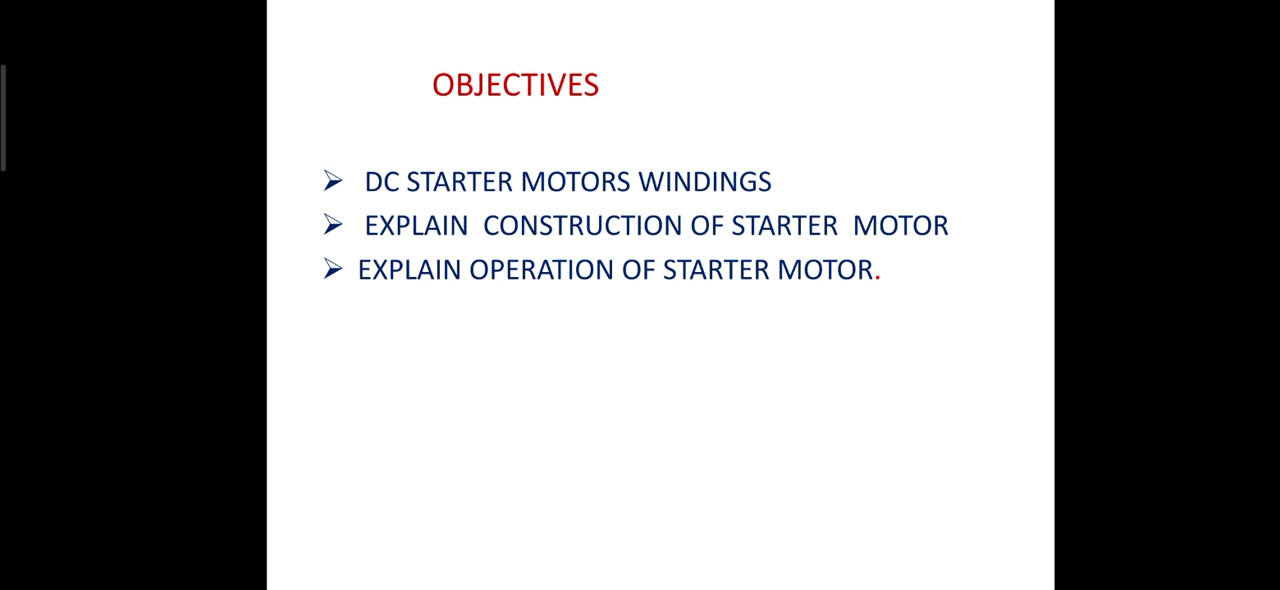 OBJECTIVES
➢ DC STARTER MOTORS WINDINGS
➢ EXPLAIN CONSTRUCTION OF STARTER MOTOR
➢ EXPLAIN OPERATION OF STARTER MOTOR.